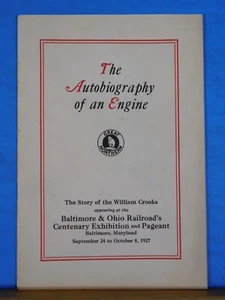 The
Autobiography
of an Engine
GREAT
NORTHERN
The Story of the William Crooks
appearing at the
Baltimore & Ohio Railroad's
Centenary Exhibition and Pageant
Baltimore, Maryland
September 24 to October 8, 1927